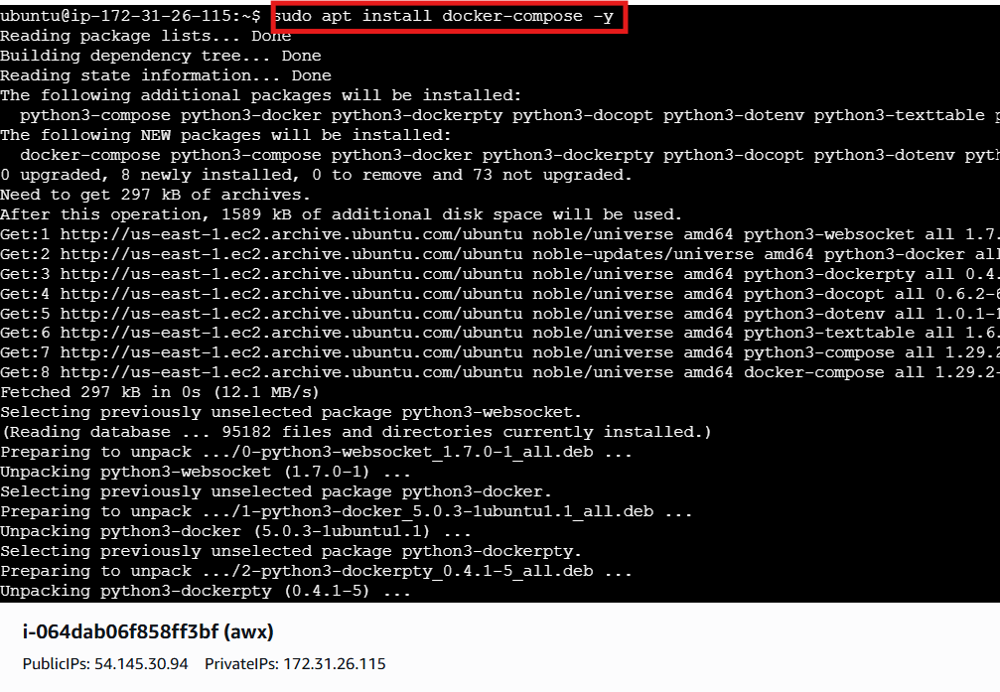 ubuntu@ip-172-31-26-115:~$ sudo apt install docker-compose -y
Reading package lists... Done
Building dependency tree... Done
Reading state information... Done
The following additional packages will be installed:
  python3-compose python3-docker python3-dockerpty python3-docopt python3-dotenv python3-texttable
The following NEW packages will be installed:
  docker-compose python3-compose python3-docker python3-dockerpty python3-docopt python3-dotenv pyth
0 upgraded, 8 newly installed, 0 to remove and 73 not upgraded.
Need to get 297 kB of archives.
After this operation, 1589 kB of additional disk space will be used.
Get:1 http://us-east-1.ec2.archive.ubuntu.com/ubuntu noble/universe amd64 python3-websocket all 1.7.
Get:2 http://us-east-1.ec2.archive.ubuntu.com/ubuntu noble-updates/universe amd64 python3-docker all
Get:3 http://us-east-1.ec2.archive.ubuntu.com/ubuntu noble/universe amd64 python3-dockerpty all 0.4.
Get:4 http://us-east-1.ec2.archive.ubuntu.com/ubuntu noble/universe amd64 python3-docopt all 0.6.2-
Get:5 http://us-east-1.ec2.archive.ubuntu.com/ubuntu noble/universe amd64 python3-dotenv all 1.0.1-
Get:6 http://us-east-1.ec2.archive.ubuntu.com/ubuntu noble/universe amd64 python3-texttable all 1.6.
Get:7 http://us-east-1.ec2.archive.ubuntu.com/ubuntu noble/universe amd64 python3-compose all 1.29.
Get:8 http://us-east-1.ec2.archive.ubuntu.com/ubuntu noble/universe amd64 docker-compose all 1.29.2-
Fetched 297 kB in 0s (12.1 MB/s)
Selecting previously unselected package python3-websocket.
(Reading database ... 95182 files and directories currently installed.)
Preparing to unpack .../0-python3-websocket_1.7.0-1_all.deb ...
Unpacking python3-websocket (1.7.0-1) ...
Selecting previously unselected package python3-docker.
Preparing to unpack .../1-python3-docker_5.0.3-1ubuntu1.1_all.deb ...
Unpacking python3-docker (5.0.3-1ubuntu1.1) ...
Selecting previously unselected package python3-dockerpty.
Preparing to unpack .../2-python3-dockerpty_0.4.1-5_all.deb ...
Unpacking python3-dockerpty (0.4.1-5) ...
i-064dab06f858ff3bf (awx)
PublicIPs: 54.145.30.94 PrivateIPs: 172.31.26.115